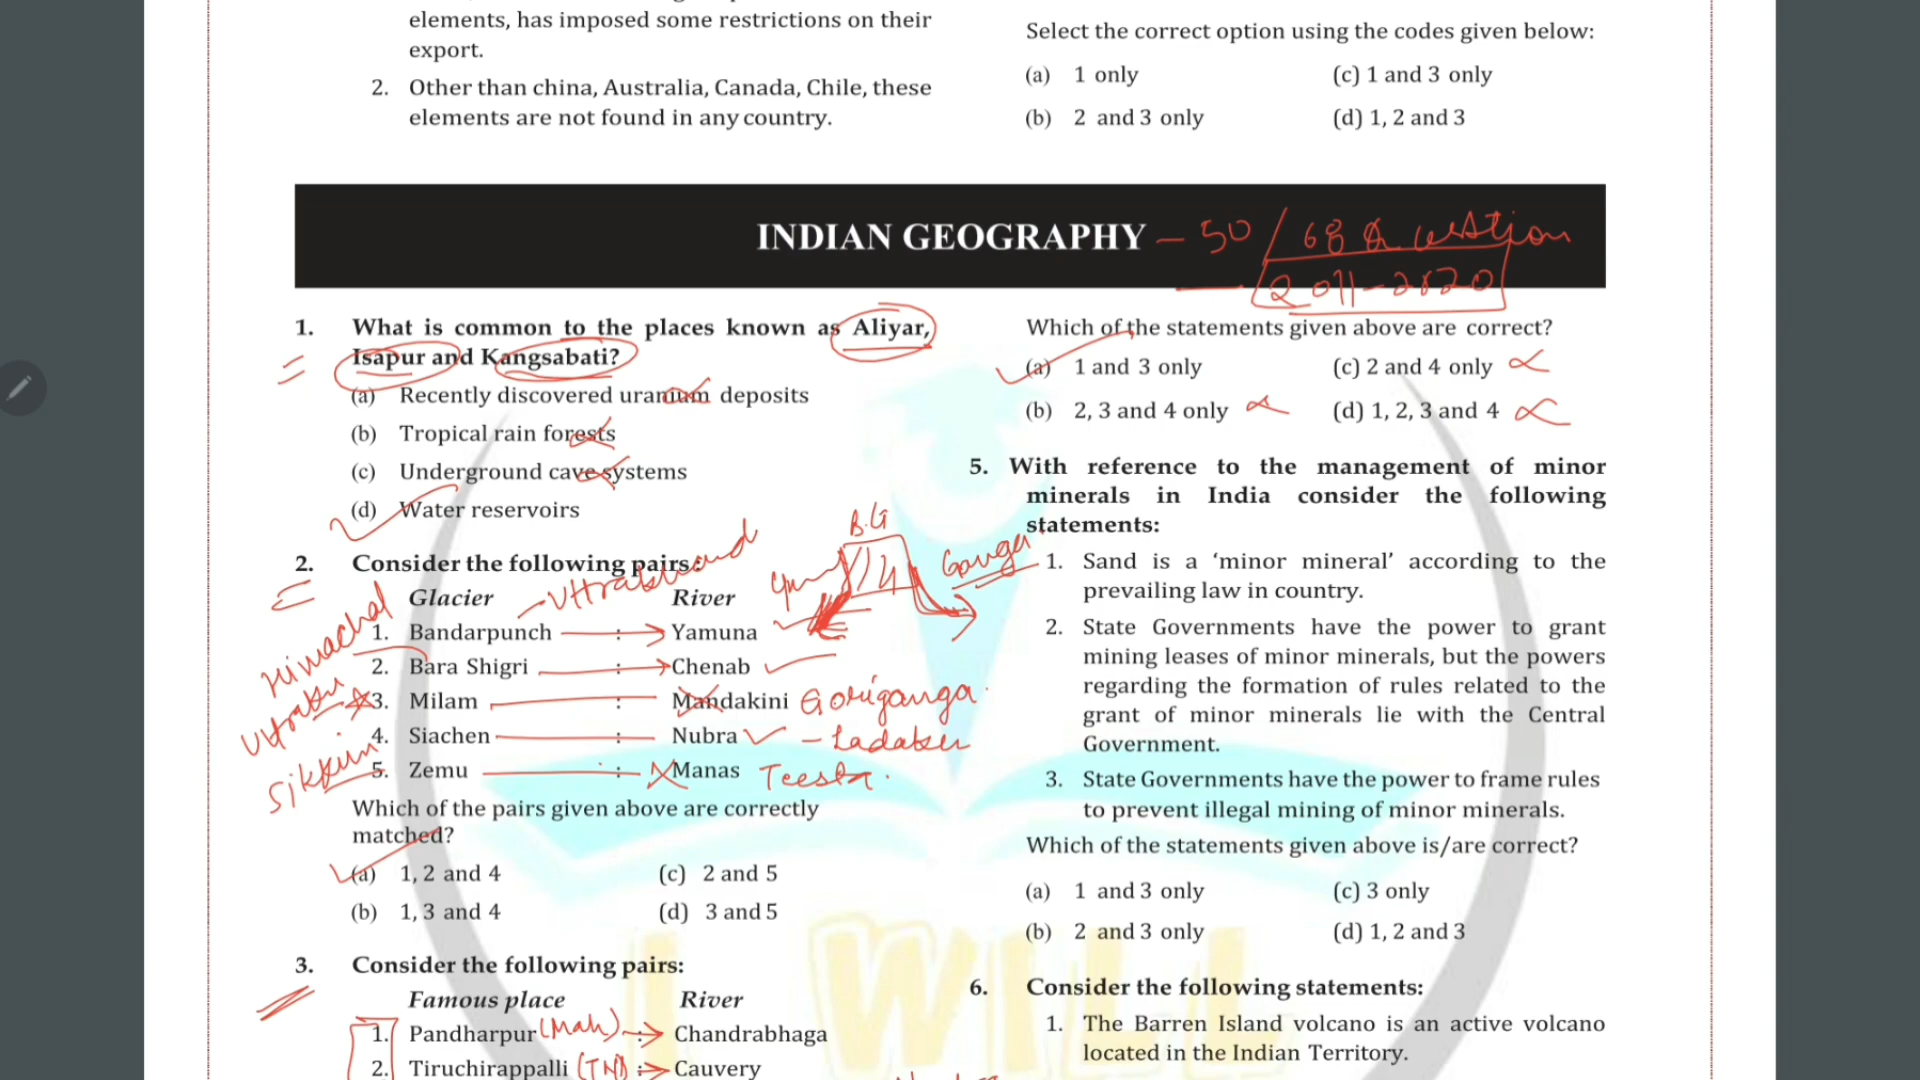 elements, has imposed some restrictions on their
export.
2. Other than china, Australia, Canada, Chile, these
elements are not found in any country.
Select the correct option using the codes given below:
(a) 1 only (c) 1 and 3 only
(b) 2 and 3 only (d) 1, 2 and 3
INDIAN GEOGRAPHY - 50 / 68 Question
2011-2020
1. What is common to the places known as Aliyar,
Isapur and Kangsabati?
(a) Recently discovered uranium deposits
(b) Tropical rain forests
(c) Underground cave systems
(d) Water reservoirs
2. Consider the following pairs:
Glacier - Uttrakhand River
Himachal
1. Bandarpunch : Yamuna
2. Bara Shigri : Chenab
3. Milam : Mandakini Goriganga
4. Siachen : Nubra - Ladakh
Sikkim
5. Zemu : Manas Teesta
Which of the pairs given above are correctly
matched?
(a) 1, 2 and 4 (c) 2 and 5
(b) 1, 3 and 4 (d) 3 and 5
3. Consider the following pairs:
Famous place River
1. Pandharpur (Mah) : Chandrabhaga
2. Tiruchirappalli (TN) : Cauvery
Which of the statements given above are correct?
(a) 1 and 3 only (c) 2 and 4 only
(b) 2, 3 and 4 only (d) 1, 2, 3 and 4
B.G
Ganga
5. With reference to the management of minor
minerals in India consider the following
statements:
1. Sand is a ‘minor mineral’ according to the
prevailing law in country.
2. State Governments have the power to grant
mining leases of minor minerals, but the powers
regarding the formation of rules related to the
grant of minor minerals lie with the Central
Government.
3. State Governments have the power to frame rules
to prevent illegal mining of minor minerals.
Which of the statements given above is/are correct?
(a) 1 and 3 only (c) 3 only
(b) 2 and 3 only (d) 1, 2 and 3
6. Consider the following statements:
1. The Barren Island volcano is an active volcano
located in the Indian Territory.
I WILL